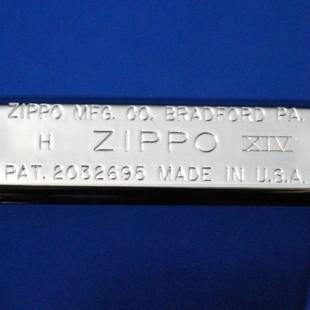 ZIPPO MFG. CO. BRADFORD PA.
H ZIPPO XIV
PAT. 2032695 MADE IN U.S.A.